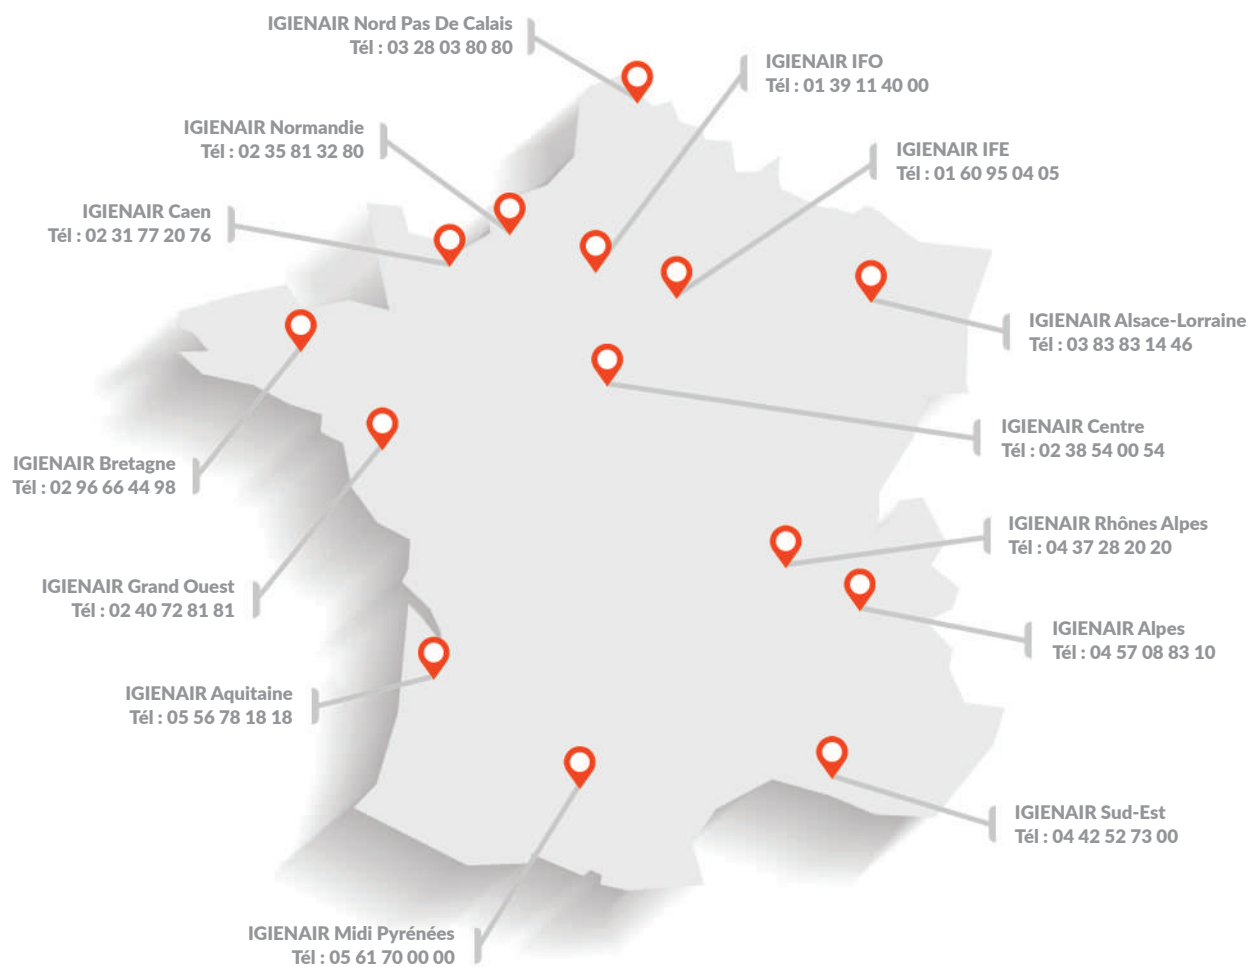 IGIENAIR Nord Pas De Calais
Tél : 03 28 03 80 80
IGIENAIR IFO
Tél : 01 39 11 40 00
IGIENAIR Normandie
Tél : 02 35 81 32 80
IGIENAIR IFE
Tél : 01 60 95 04 05
IGIENAIR Caen
Tél : 02 31 77 20 76
IGIENAIR Alsace-Lorraine
Tél : 03 83 83 14 46
IGIENAIR Centre
Tél : 02 38 54 00 54
IGIENAIR Bretagne
Tél : 02 96 66 44 98
IGIENAIR Rhônes Alpes
Tél : 04 37 28 20 20
IGIENAIR Grand Ouest
Tél : 02 40 72 81 81
IGIENAIR Alpes
Tél : 04 57 08 83 10
IGIENAIR Aquitaine
Tél : 05 56 78 18 18
IGIENAIR Sud-Est
Tél : 04 42 52 73 00
IGIENAIR Midi Pyrénées
Tél : 05 61 70 00 00